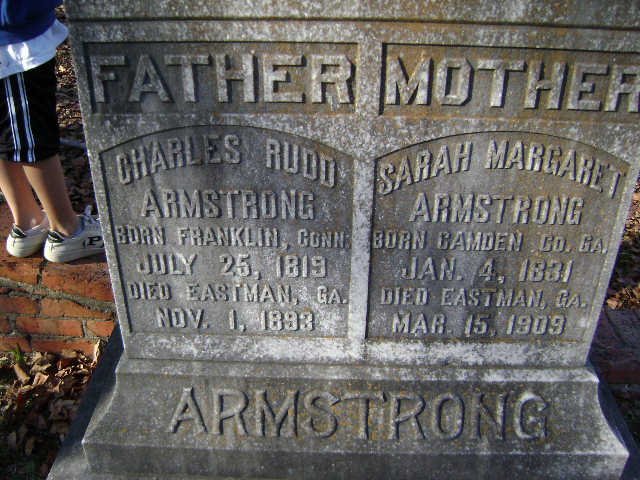 FATHER
CHARLES RUDD
ARMSTRONG
BORN FRANKLIN, CONN.
JULY 25, 1819
DIED EASTMAN, GA.
NOV. 1, 1893
MOTHER
SARAH MARGARET
ARMSTRONG
BORN CAMDEN CO. GA.
JAN. 4, 1831
DIED EASTMAN, GA.
MAR. 15, 1909
ARMSTRONG
P